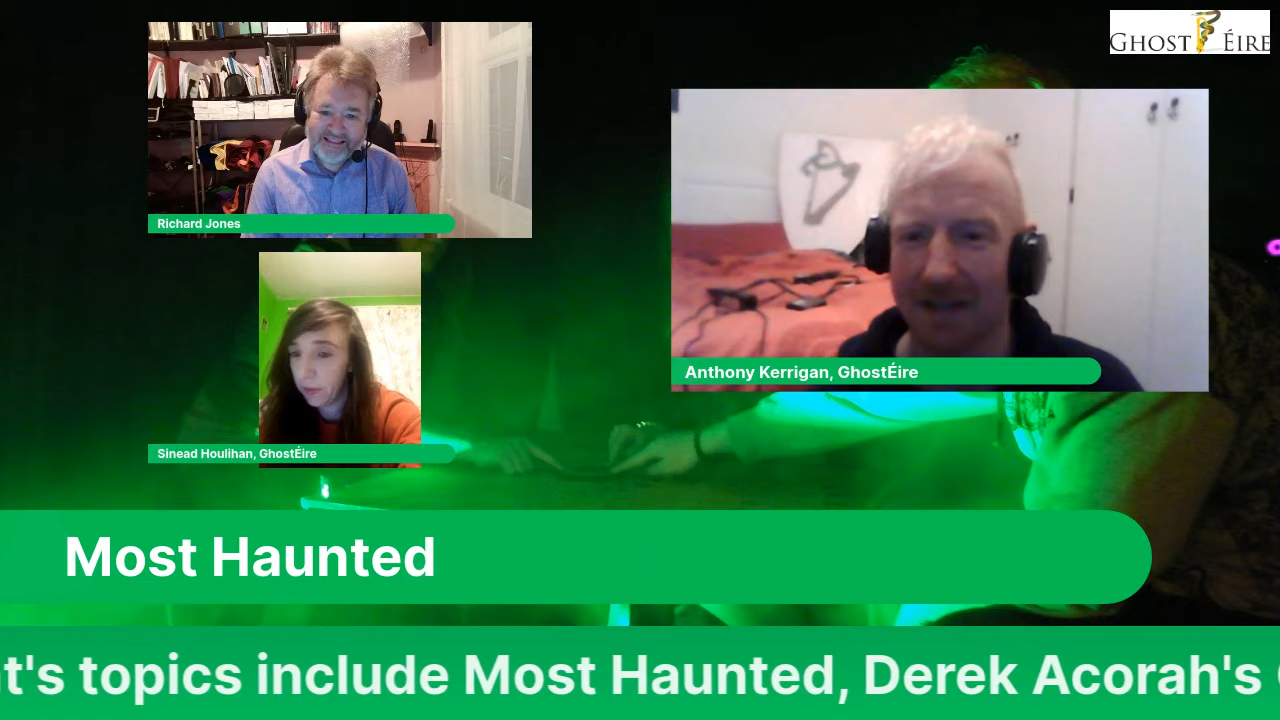 GHOST ÉIRE
Richard Jones
Anthony Kerrigan, GhostÉire
Sinead Houlihan, GhostÉire
Most Haunted
t's topics include Most Haunted, Derek Acorah's